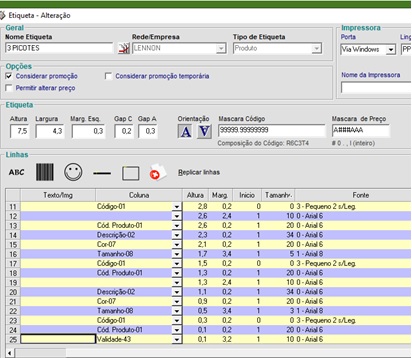 Etiqueta - Alteração
Geral
Impressora
Nome Etiqueta Rede/Empresa Tipo de Etiqueta Porta
3 PICOTES LENNON Produto Via Windows
Opções
Nome da Impressora
Considerar promoção Considerar promoção temporária
Permitir alterar preço
Etiqueta
Altura Largura Marg. Esq. Gap C Gap A Orientação Mascara Código Mascara de Preço
7,5 4,3 0,3 0,2 0,3 A A 99999.99999999 A###AAA
Composição do Código: R6C3T4 # 0 . , I (inteiro)
Linhas
ABC Replicar linhas
Texto/Img Coluna Altura Marg. Inicio Tamanho Fonte
11 Código-01 2,8 0,2 0 0 3 - Pequeno 2 s/Leg.
12 2,6 2,4 1 10 0 - Arial 6
13 Cód. Produto-01 2,6 0,2 1 20 0 - Arial 6
14 Descrição-02 2,3 0,2 1 34 0 - Arial 6
15 Cor-07 2,1 0,2 1 20 0 - Arial 6
16 Tamanho-08 1,7 3,4 1 5 1 - Arial 8
17 Código-01 1,5 0,2 0 0 3 - Pequeno 2 s/Leg.
18 Cód. Produto-01 1,3 0,2 1 20 0 - Arial 6
19 1,3 2,4 1 10 0 - Arial 6
20 Descrição-02 1,1 0,2 1 34 0 - Arial 6
21 Cor-07 0,9 0,2 1 20 0 - Arial 6
22 Tamanho-08 0,5 3,4 1 3 1 - Arial 8
23 Código-01 0,3 0,2 0 0 3 - Pequeno 2 s/Leg.
24 Cód. Produto-01 0,1 0,2 1 20 0 - Arial 6
25 Validade-43 0,1 3,2 1 10 0 - Arial 6